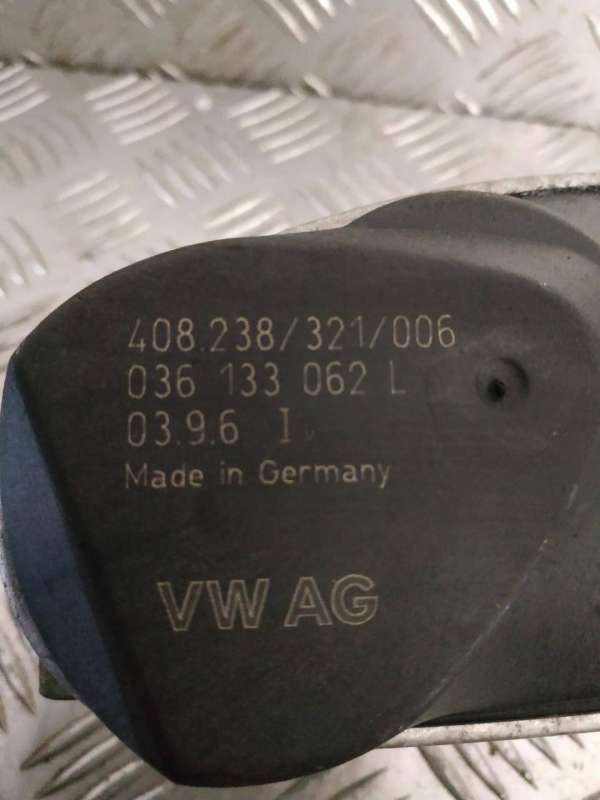 408.238/321/006
036 133 062 L
03.9.6 I
Made in Germany
VW AG